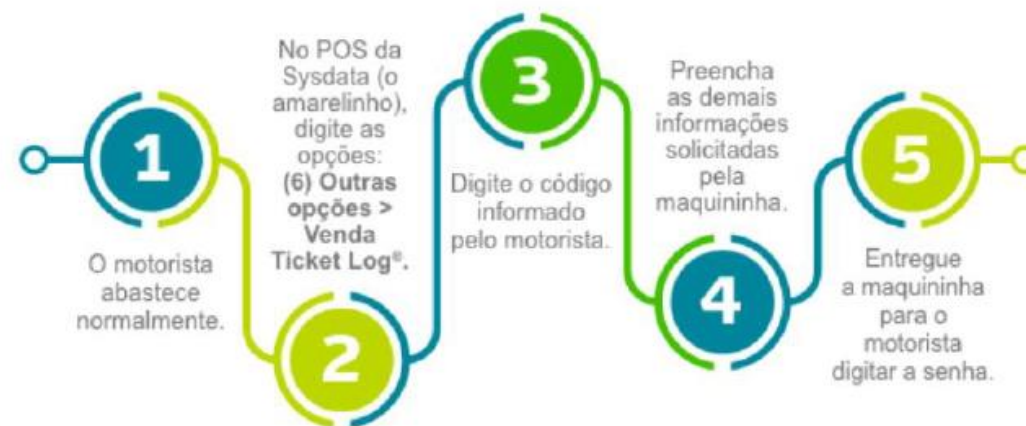 1
O motorista
abastece
normalmente.
No POS da
Sysdata (o
amarelinho),
digite as
opções:
(6) Outras
opções >
Venda
Ticket Log®.
2
3
Digite o código
informado
pelo motorista.
Preencha
as demais
informações
solicitadas
pela
maquininha.
4
5
Entregue
a maquininha
para o
motorista
digitar a senha.